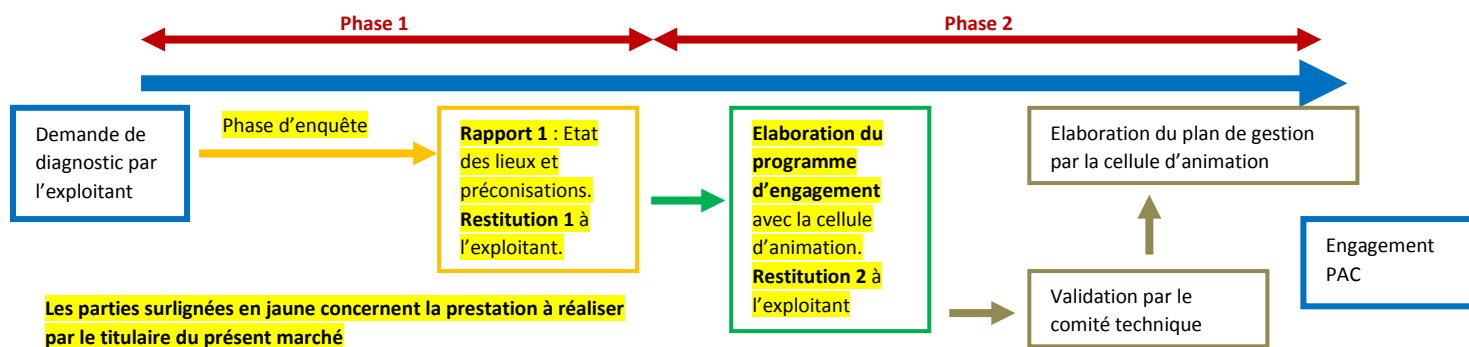 Phase 1
Phase 2
Demande de
diagnostic par
l’exploitant
Phase d’enquête
Rapport 1 : Etat
des lieux et
préconisations.
Restitution 1 à
l’exploitant.
Elaboration du
programme
d’engagement
avec la cellule
d’animation.
Restitution 2 à
l’exploitant
Elaboration du plan de gestion
par la cellule d’animation
Validation par le
comité technique
Engagement
PAC
Les parties surlignées en jaune concernent la prestation à réaliser
par le titulaire du présent marché